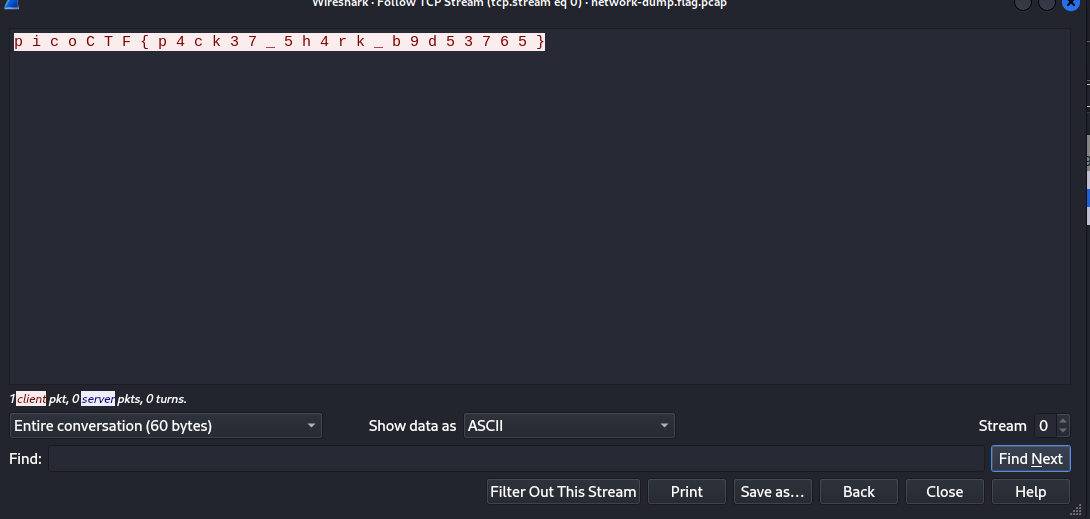 Wireshark · Follow TCP Stream (tcp.stream eq 0) · network-dump.flag.pcap
p i c o C T F { p 4 c k 3 7 _ 5 h 4 r k _ b 9 d 5 3 7 6 5 }
1 client pkt, 0 server pkts, 0 turns.
Entire conversation (60 bytes) Show data as ASCII Stream 0
Find: Find Next
Filter Out This Stream Print Save as… Back Close Help